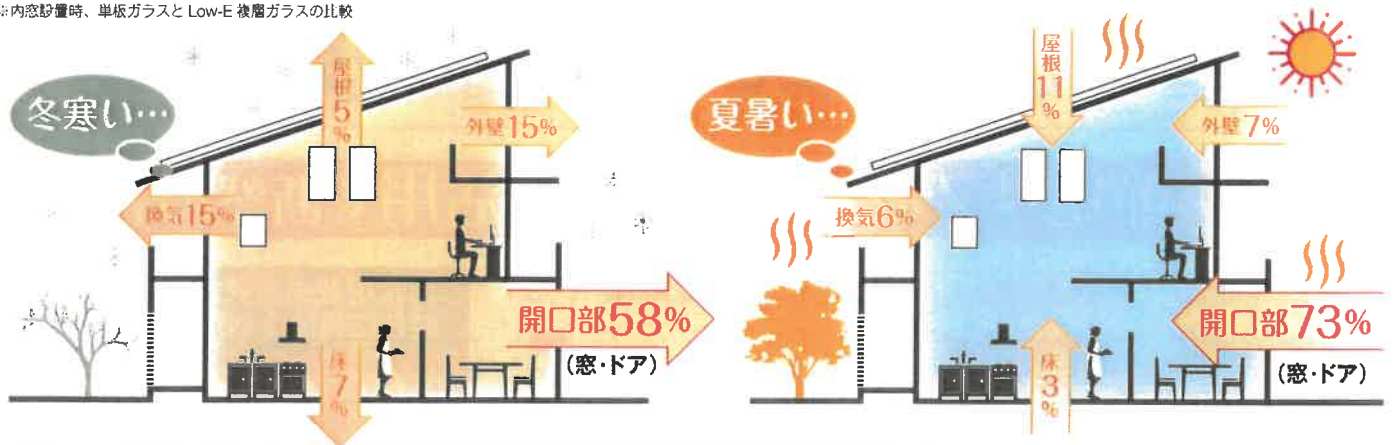 ※内窓設置時、単板ガラスとLow-E 複層ガラスの比較
冬寒い…
屋根5%
外壁15%
換気15%
開口部58%
(窓・ドア)
床7%
夏暑い…
屋根11%
外壁7%
換気6%
開口部73%
(窓・ドア)
床3%